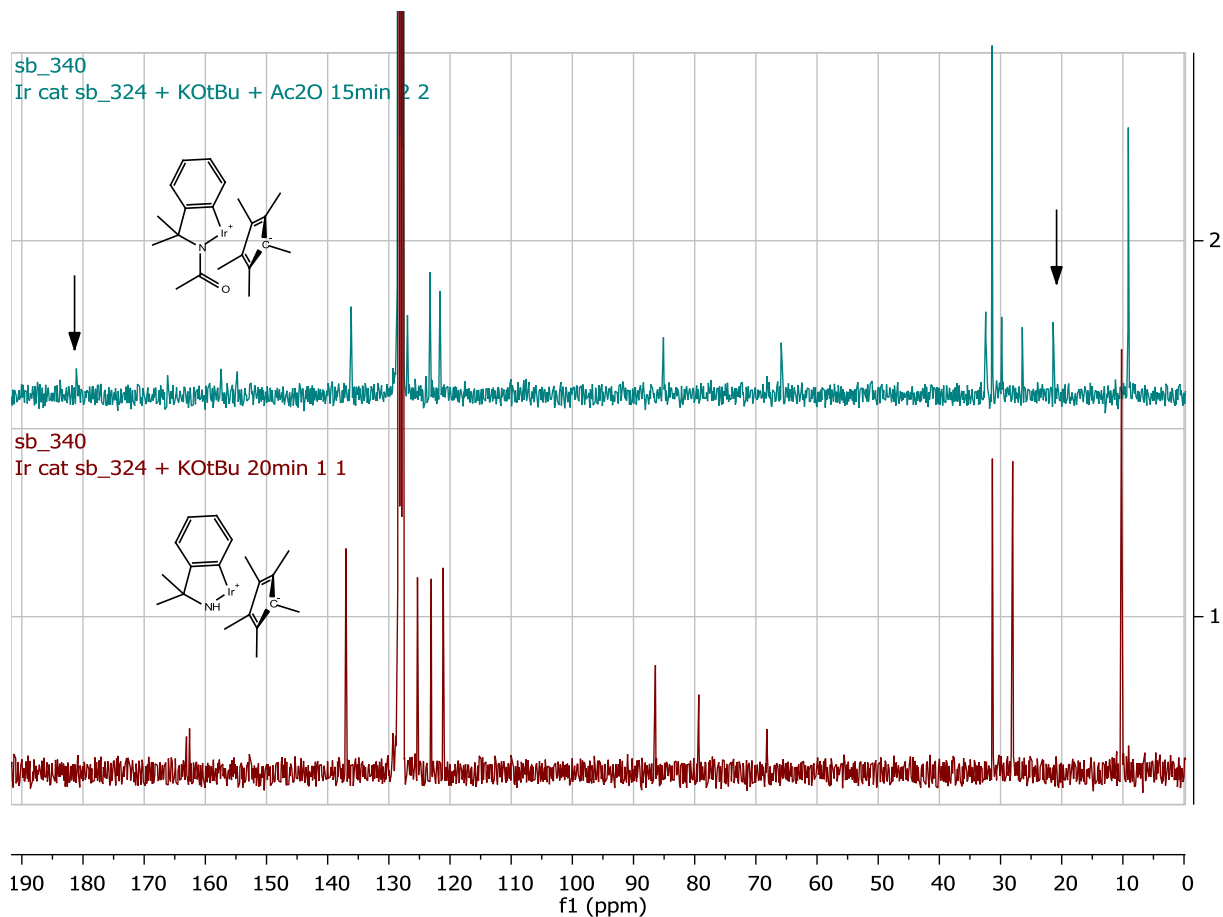 sb_340
Ir cat sb_324 + KOtBu + Ac2O 15min 2 2
Ir+
N
C-
O
2
sb_340
Ir cat sb_324 + KOtBu 20min 1 1
Ir+
NH
C-
1
190 180 170 160 150 140 130 120 110 100 90 80 70 60 50 40 30 20 10 0
f1 (ppm)